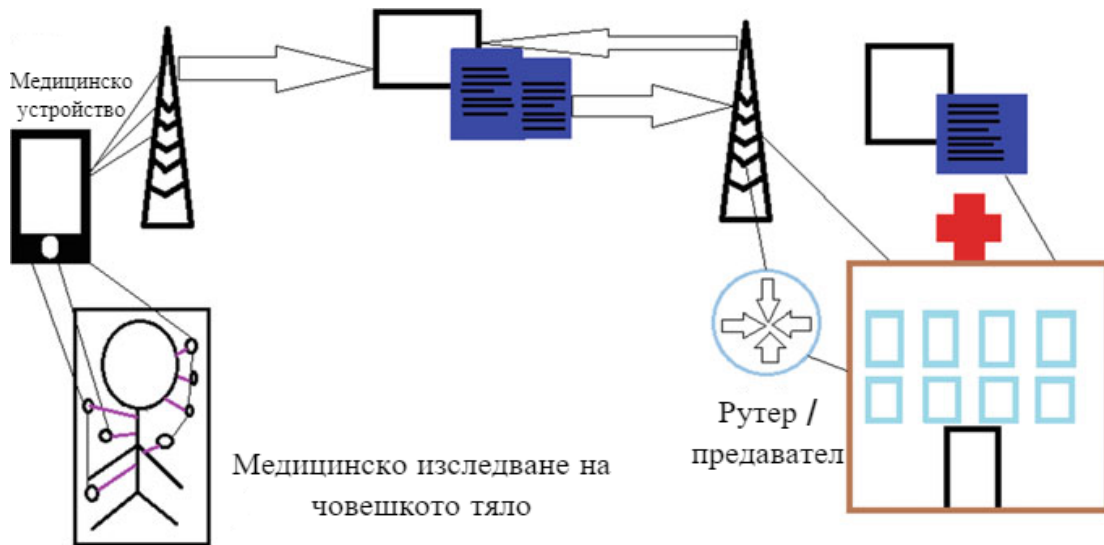 Медицинско
устройство
Рутер /
предавател
Медицинско изследване на
човешкото тяло